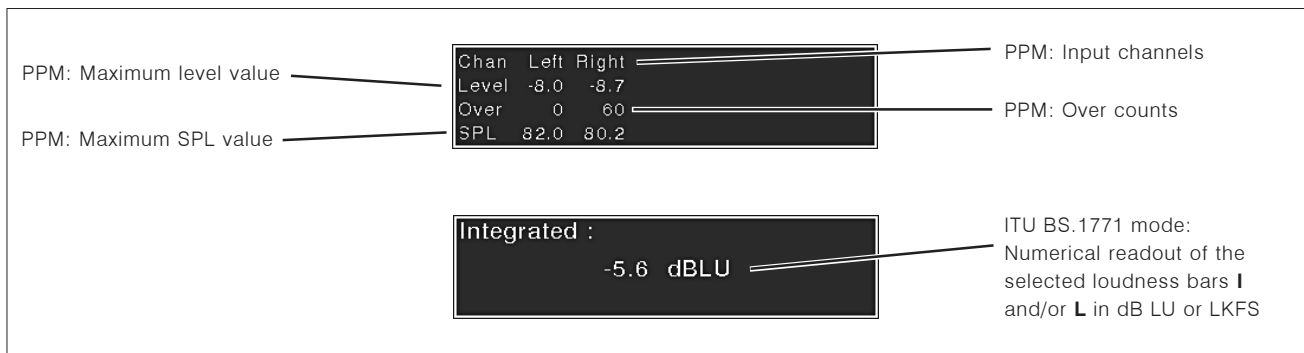 PPM: Maximum level value
PPM: Maximum SPL value
Chan Left Right
Level -8.0 -8.7
Over 0 60
SPL 82.0 80.2
PPM: Input channels
PPM: Over counts
Integrated :
-5.6 dBLU
ITU BS.1771 mode:
Numerical readout of the
selected loudness bars I
and/or L in dB LU or LKFS